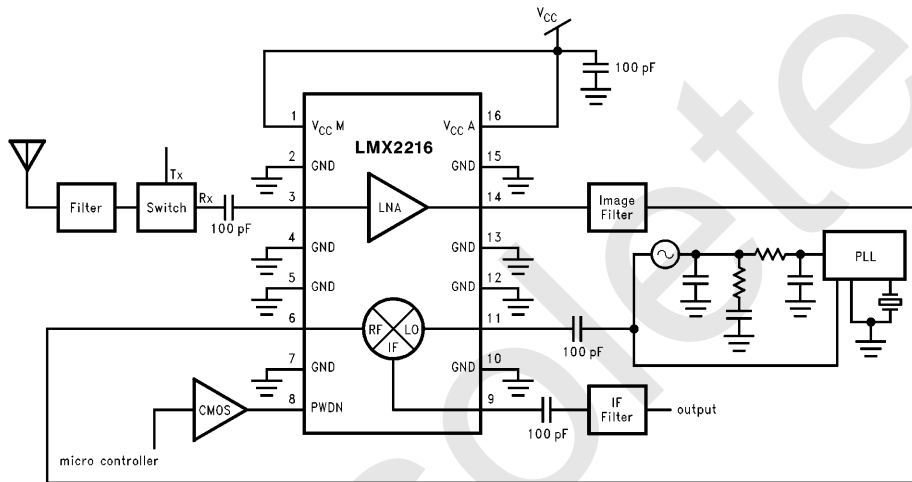 VCC
100 pF
1
VCC M
16
VCC A
LMX2216
2
GND
15
GND
Tx
Filter
Switch
Rx
100 pF
3
LNA
14
Image
Filter
4
GND
13
GND
PLL
5
GND
12
GND
6
RF
LO
IF
11
100 pF
7
GND
10
GND
CMOS
8
PWDN
9
100 pF
IF
Filter
output
micro controller
solete